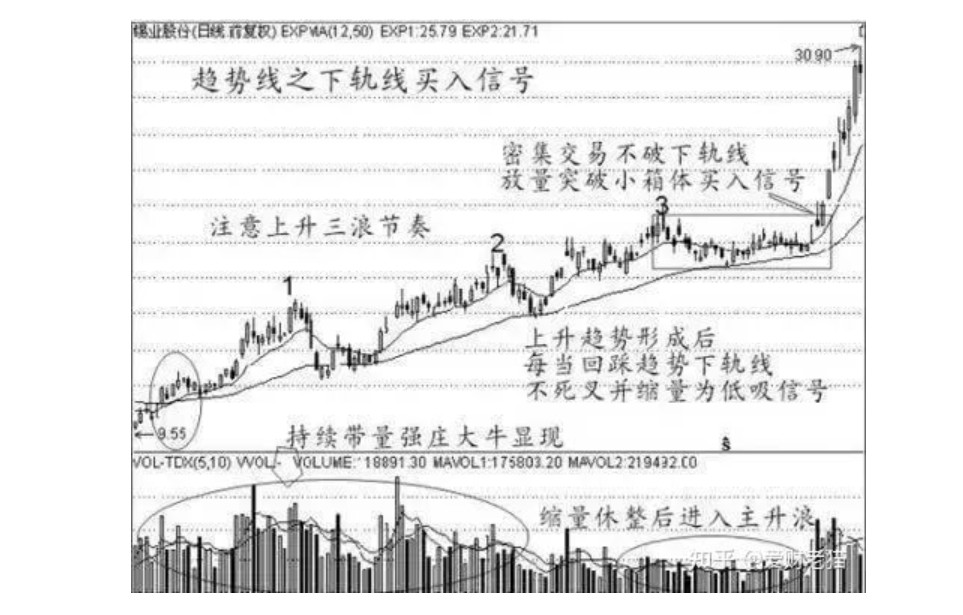 锡业股份(日线.前复权) EXPMA(12,50) EXP1:25.79 EXP2:21.71
30.90
趋势线之下轨线买入信号
密集交易不破下轨线
放量突破小箱体买入信号
3
注意上升三浪节奏
2
1
上升趋势形成后
每当回踩趋势下轨线
不死叉并缩量为低吸信号
9.55
持续带量强庄大牛显现
VOL-TDX(5,10) VVOL:- VOLUME: 18891.30 MAVOL1:175803.20 MAVOL2:219492.00
缩量休整后进入主升浪
知乎 @爱财老猫